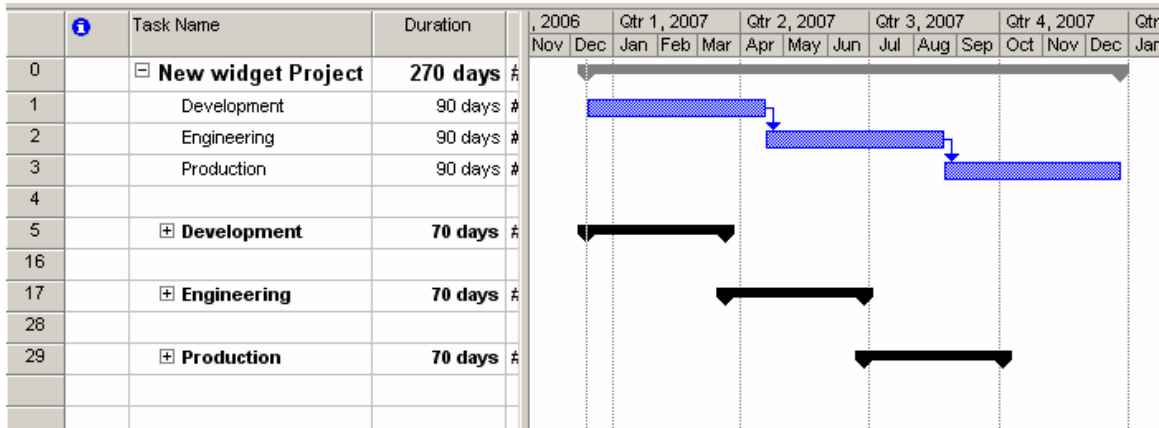 Task Name Duration , 2006 Qtr 1, 2007 Qtr 2, 2007 Qtr 3, 2007 Qtr 4, 2007 Qtr
Nov Dec Jan Feb Mar Apr May Jun Jul Aug Sep Oct Nov Dec Jan
0 New widget Project 270 days #
1 Development 90 days #
2 Engineering 90 days #
3 Production 90 days #
4
5 Development 70 days #
16
17 Engineering 70 days #
28
29 Production 70 days #